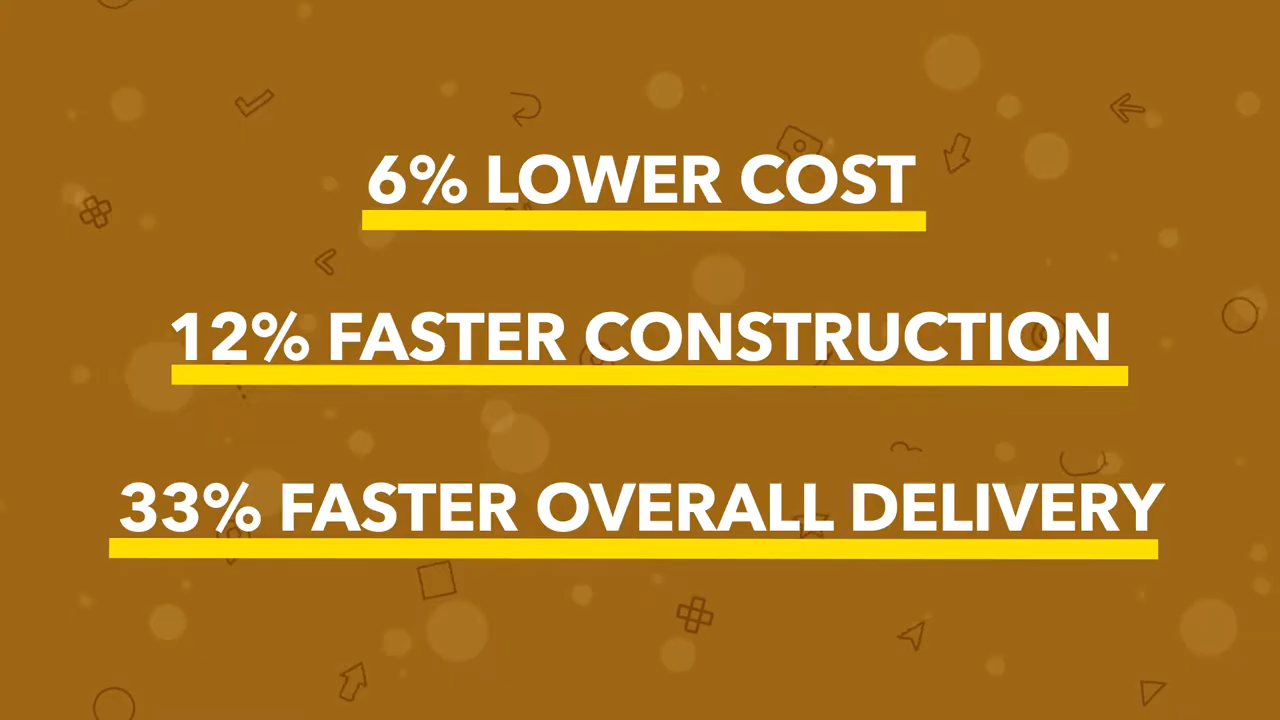 6% LOWER COST
12% FASTER CONSTRUCTION
33% FASTER OVERALL DELIVERY